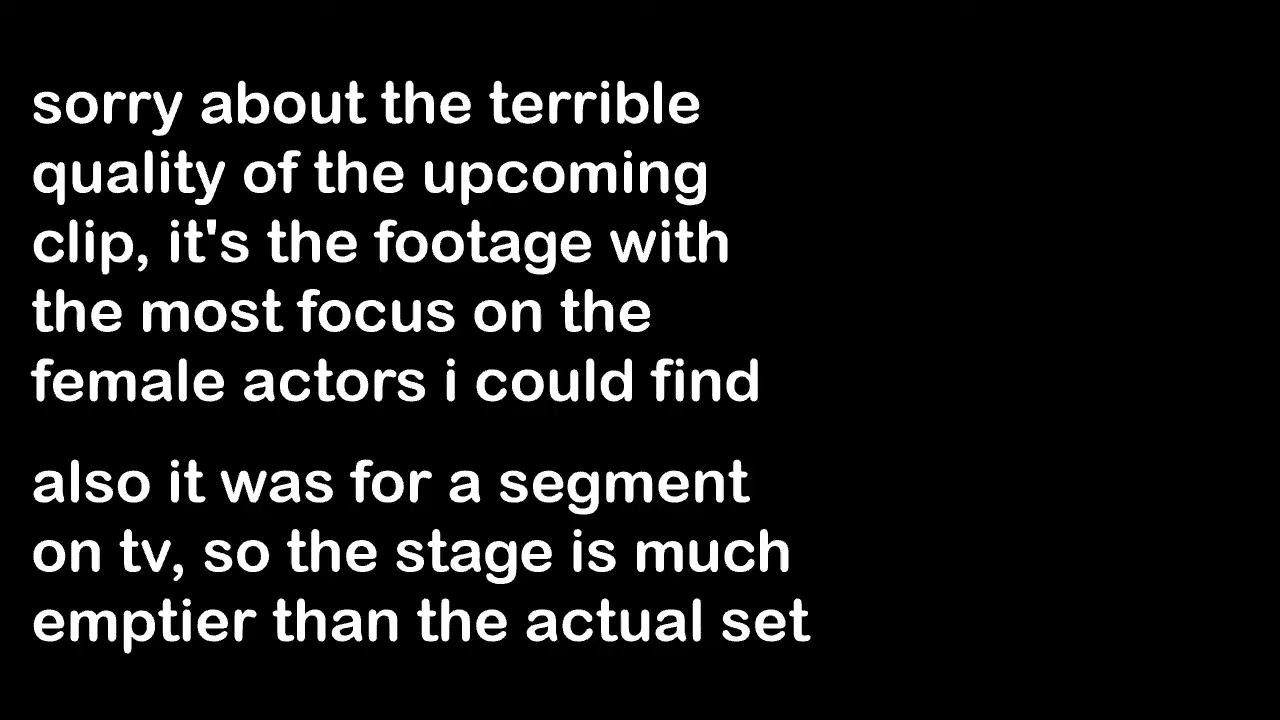 sorry about the terrible
quality of the upcoming
clip, it's the footage with
the most focus on the
female actors i could find
also it was for a segment
on tv, so the stage is much
emptier than the actual set